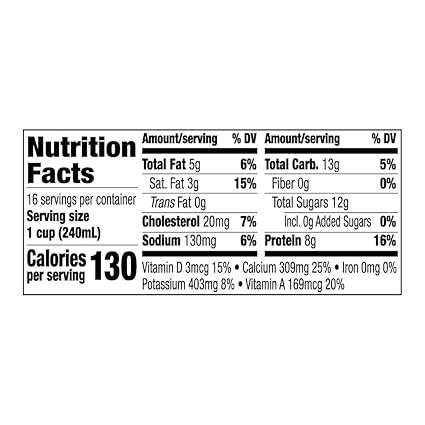 Nutrition
Facts
16 servings per container
Serving size
1 cup (240mL)
Calories
per serving 130
Amount/serving % DV
Total Fat 5g 6%
Sat. Fat 3g 15%
Trans Fat 0g
Cholesterol 20mg 7%
Sodium 130mg 6%
Amount/serving % DV
Total Carb. 13g 5%
Fiber 0g 0%
Total Sugars 12g
Incl. 0g Added Sugars 0%
Protein 8g 16%
Vitamin D 3mcg 15% • Calcium 309mg 25% • Iron 0mg 0%
Potassium 403mg 8% • Vitamin A 169mcg 20%